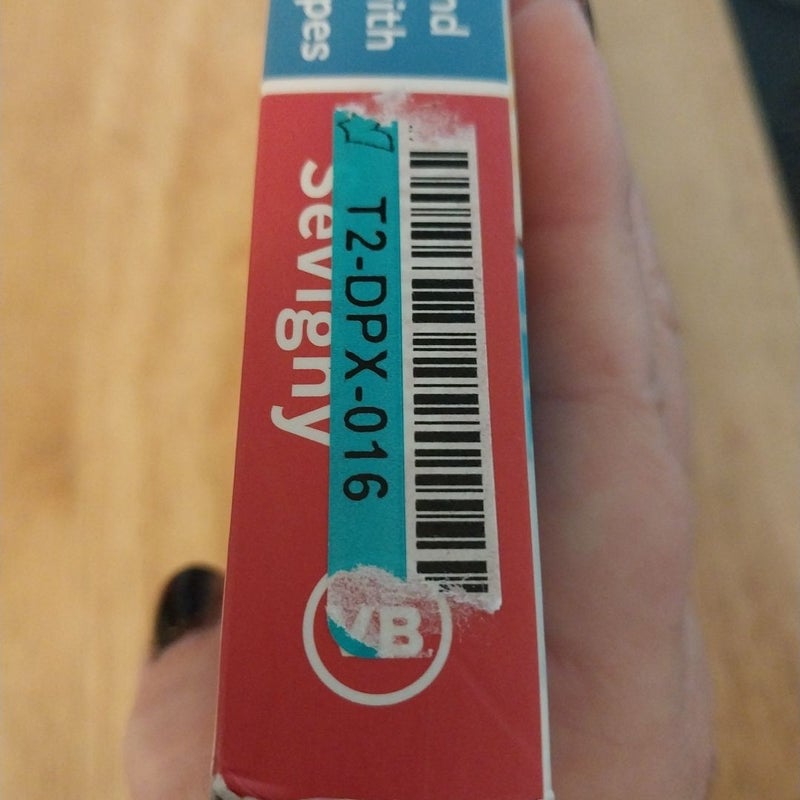 nd
ith
pes
Sevigny
T2-DPX-016
VB